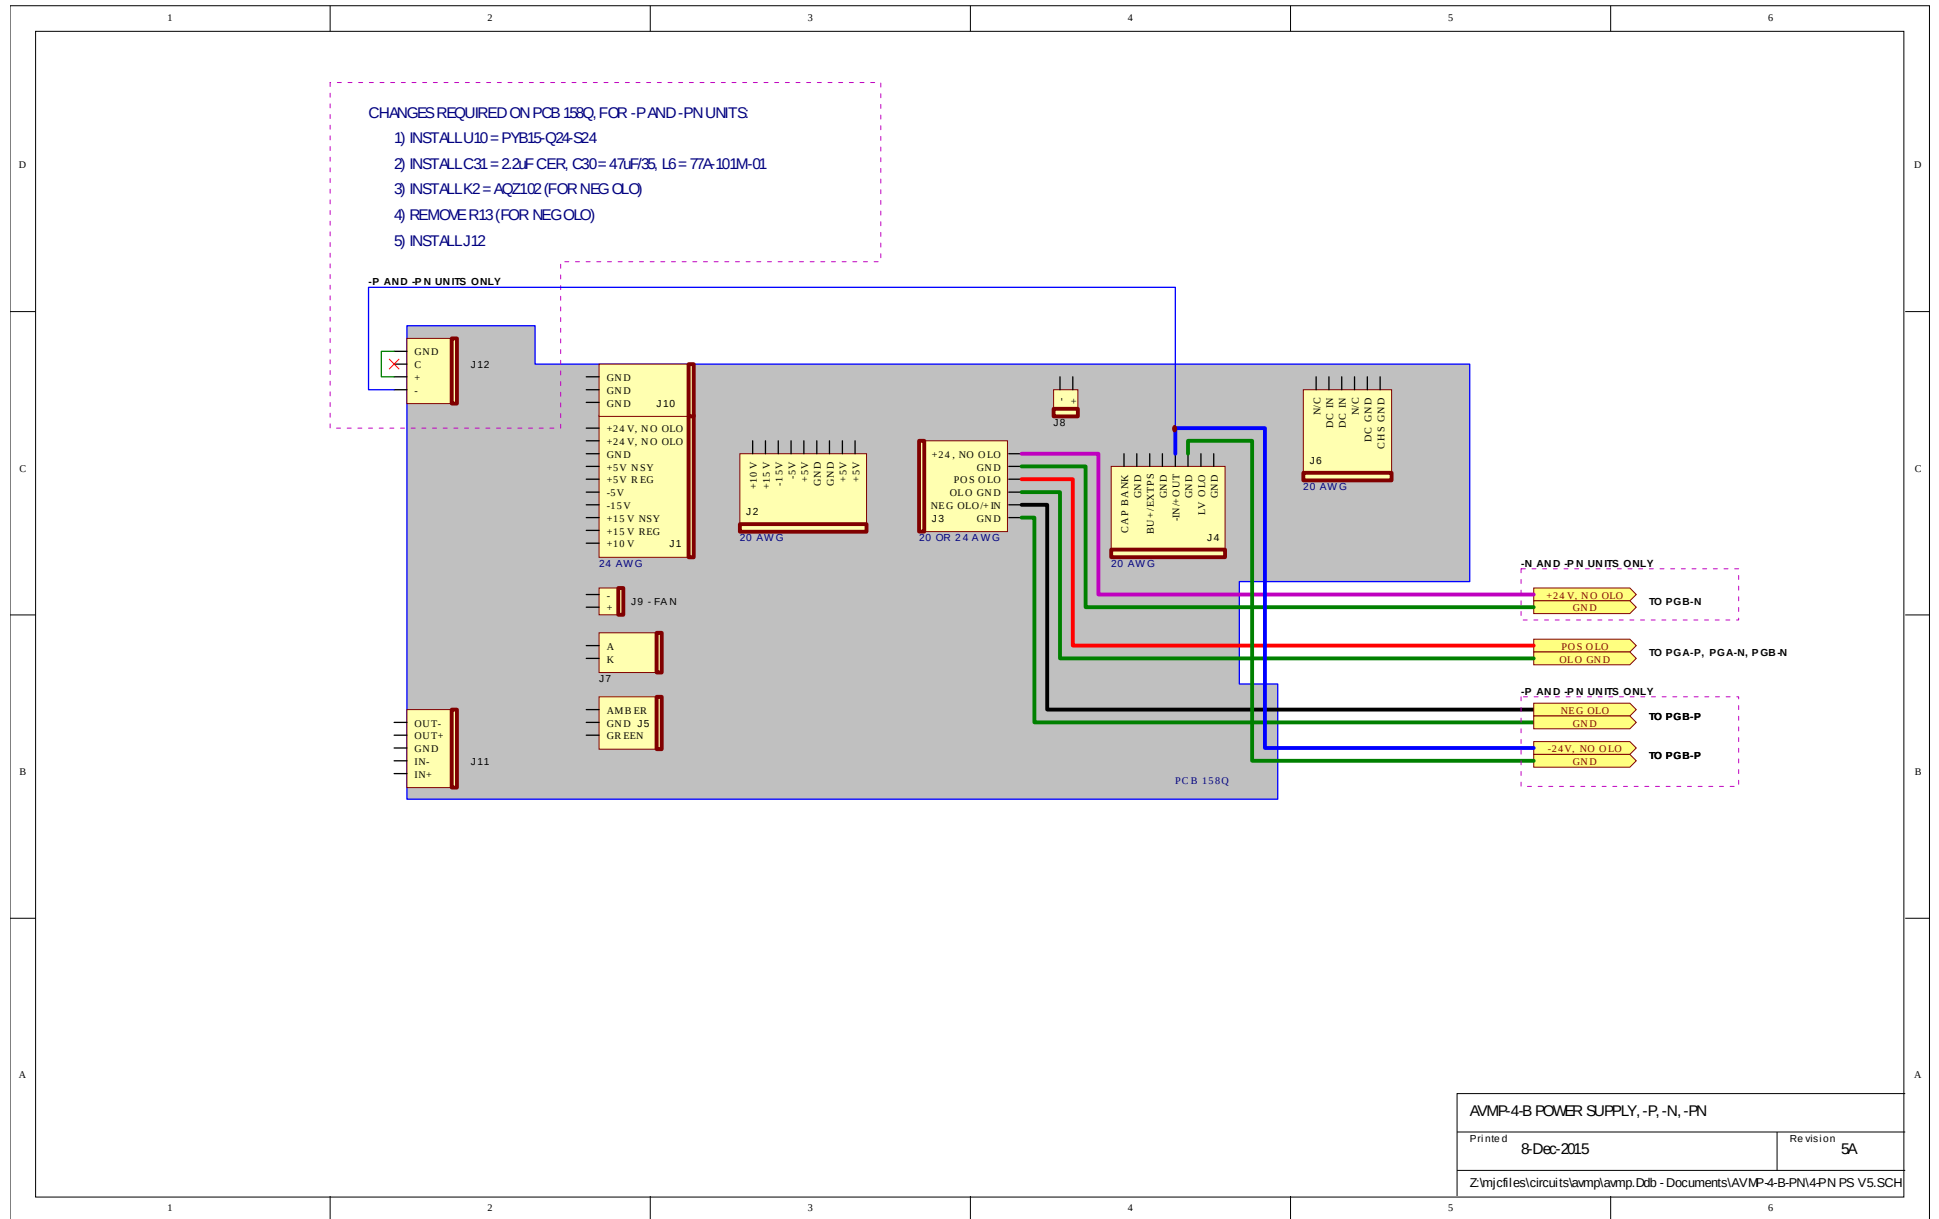 1 2 3 4 5 6
D D
CHANGES REQUIRED ON PCB 158Q, FOR -P AND -PN UNITS:
1) INSTALL U10 = PYB15-Q24-S24
2) INSTALL C31 = 2.2uF CER, C30 = 47uF/35, L6 = 77A-101M-01
3) INSTALL K2 = AQZ102 (FOR NEG OLO)
4) REMOVE R13 (FOR NEG OLO)
5) INSTALL J12
-P AND -PN UNITS ONLY
GND
C
+
-
J12
GND
GND
GND
J10
+24V, NO OLO
+24V, NO OLO
GND
+5V NSY
+5V REG
-5V
-15V
+15V NSY
+15V REG
+10V
J1
24 AWG
+10V
+15V
-15V
-5V
+5V
GND
GND
+5V
+5V
J2
20 AWG
+24, NO OLO
GND
POS OLO
OLO GND
NEG OLO/+IN
GND
J3
20 OR 24 AWG
- +
J8
CAP BANK
GND
BU+/EXTPS
GND
-IN/+OUT
GND
LV OLO
GND
J4
20 AWG
N/C
DC IN
DC IN
N/C
DC GND
CHS GND
J6
20 AWG
C C
-
+
J9 - FAN
A
K
J7
AMBER
GND
GREEN
J5
OUT-
OUT+
GND
IN-
IN+
J11
PCB 158Q
-N AND -PN UNITS ONLY
+24V, NO OLO
GND
TO PGB-N
POS OLO
OLO GND
TO PGA-P, PGA-N, PGB-N
-P AND -PN UNITS ONLY
NEG OLO
GND
TO PGB-P
-24V, NO OLO
GND
TO PGB-P
B B
A A
AVMP-4-B POWER SUPPLY, -P, -N, -PN
Printed 8-Dec-2015
Revision 5A
Z:\mjcfiles\circuits\avmp\avmp.Ddb - Documents\AVMP-4-B-PN\4-PN PS V5.SCH
1 2 3 4 5 6